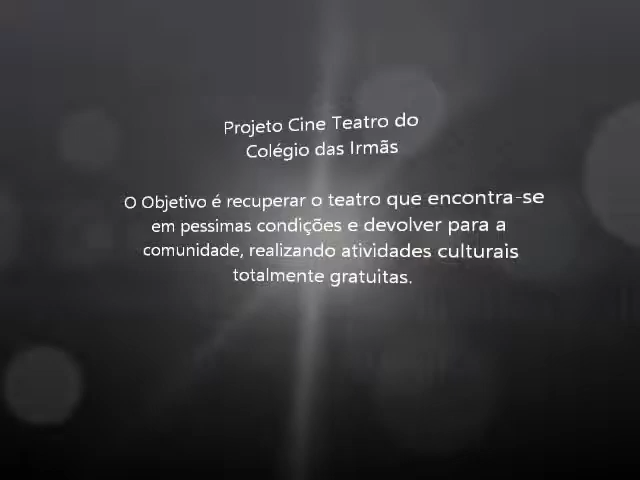 Projeto Cine Teatro do
Colégio das Irmãs
O Objetivo é recuperar o teatro que encontra-se
em pessimas condições e devolver para a
comunidade, realizando atividades culturais
totalmente gratuitas.